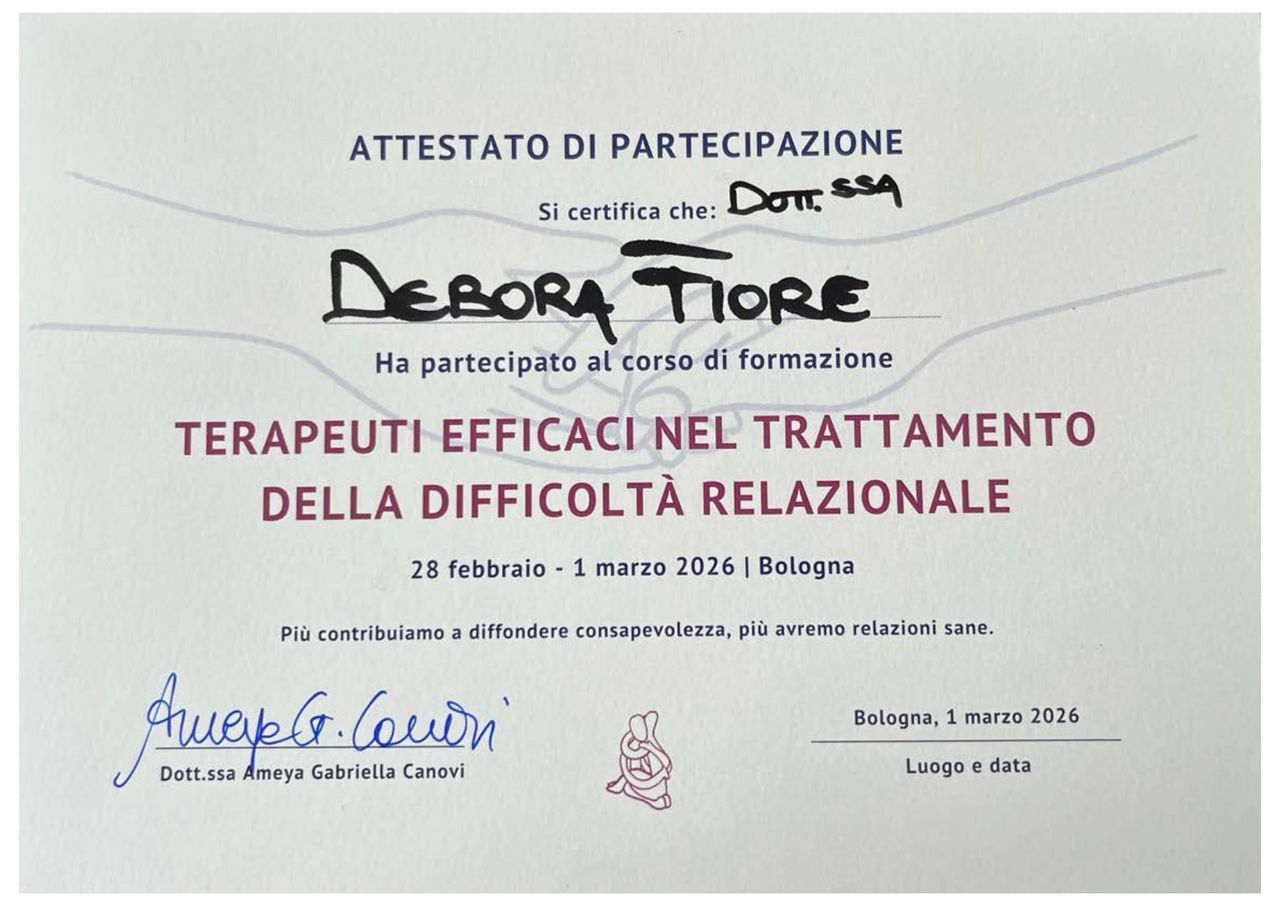 ATTESTATO DI PARTECIPAZIONE
Si certifica che: DOTT.SSA
DEBORA FIORE
Ha partecipato al corso di formazione
TERAPEUTI EFFICACI NEL TRATTAMENTO
DELLA DIFFICOLTÀ RELAZIONALE
28 febbraio - 1 marzo 2026 | Bologna
Più contribuiamo a diffondere consapevolezza, più avremo relazioni sane.
Ameya G. Canovi
Dott.ssa Ameya Gabriella Canovi
Bologna, 1 marzo 2026
Luogo e data